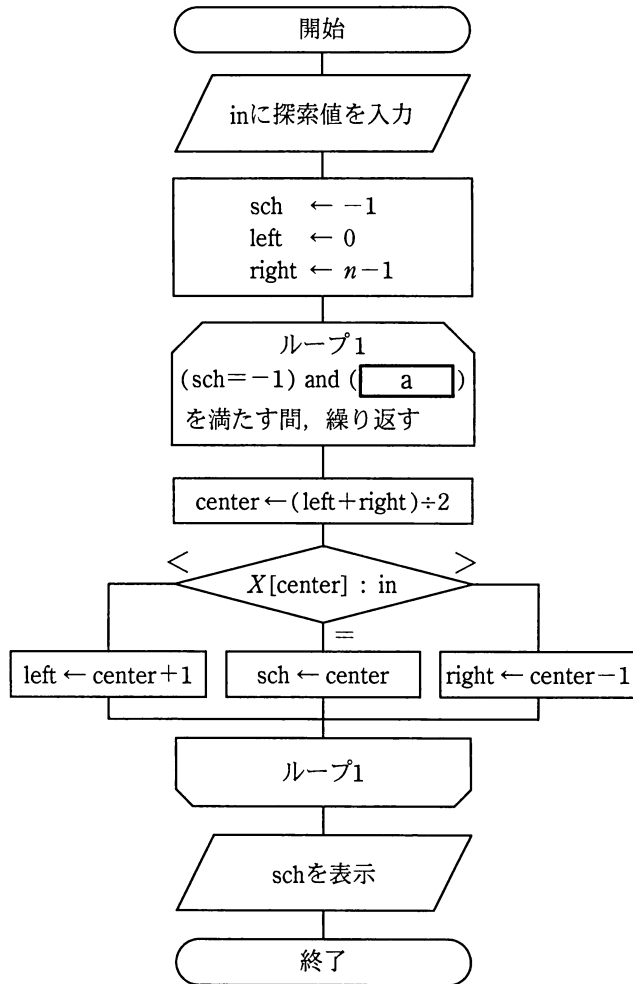 開始
inに探索値を入力
sch ← −1
left ← 0
right ← n−1
ループ1
(sch=−1) and ( a )
を満たす間，繰り返す
center←(left+right)÷2
< >
X[center] : in
=
left ← center+1
sch ← center
right ← center−1
ループ1
schを表示
終了